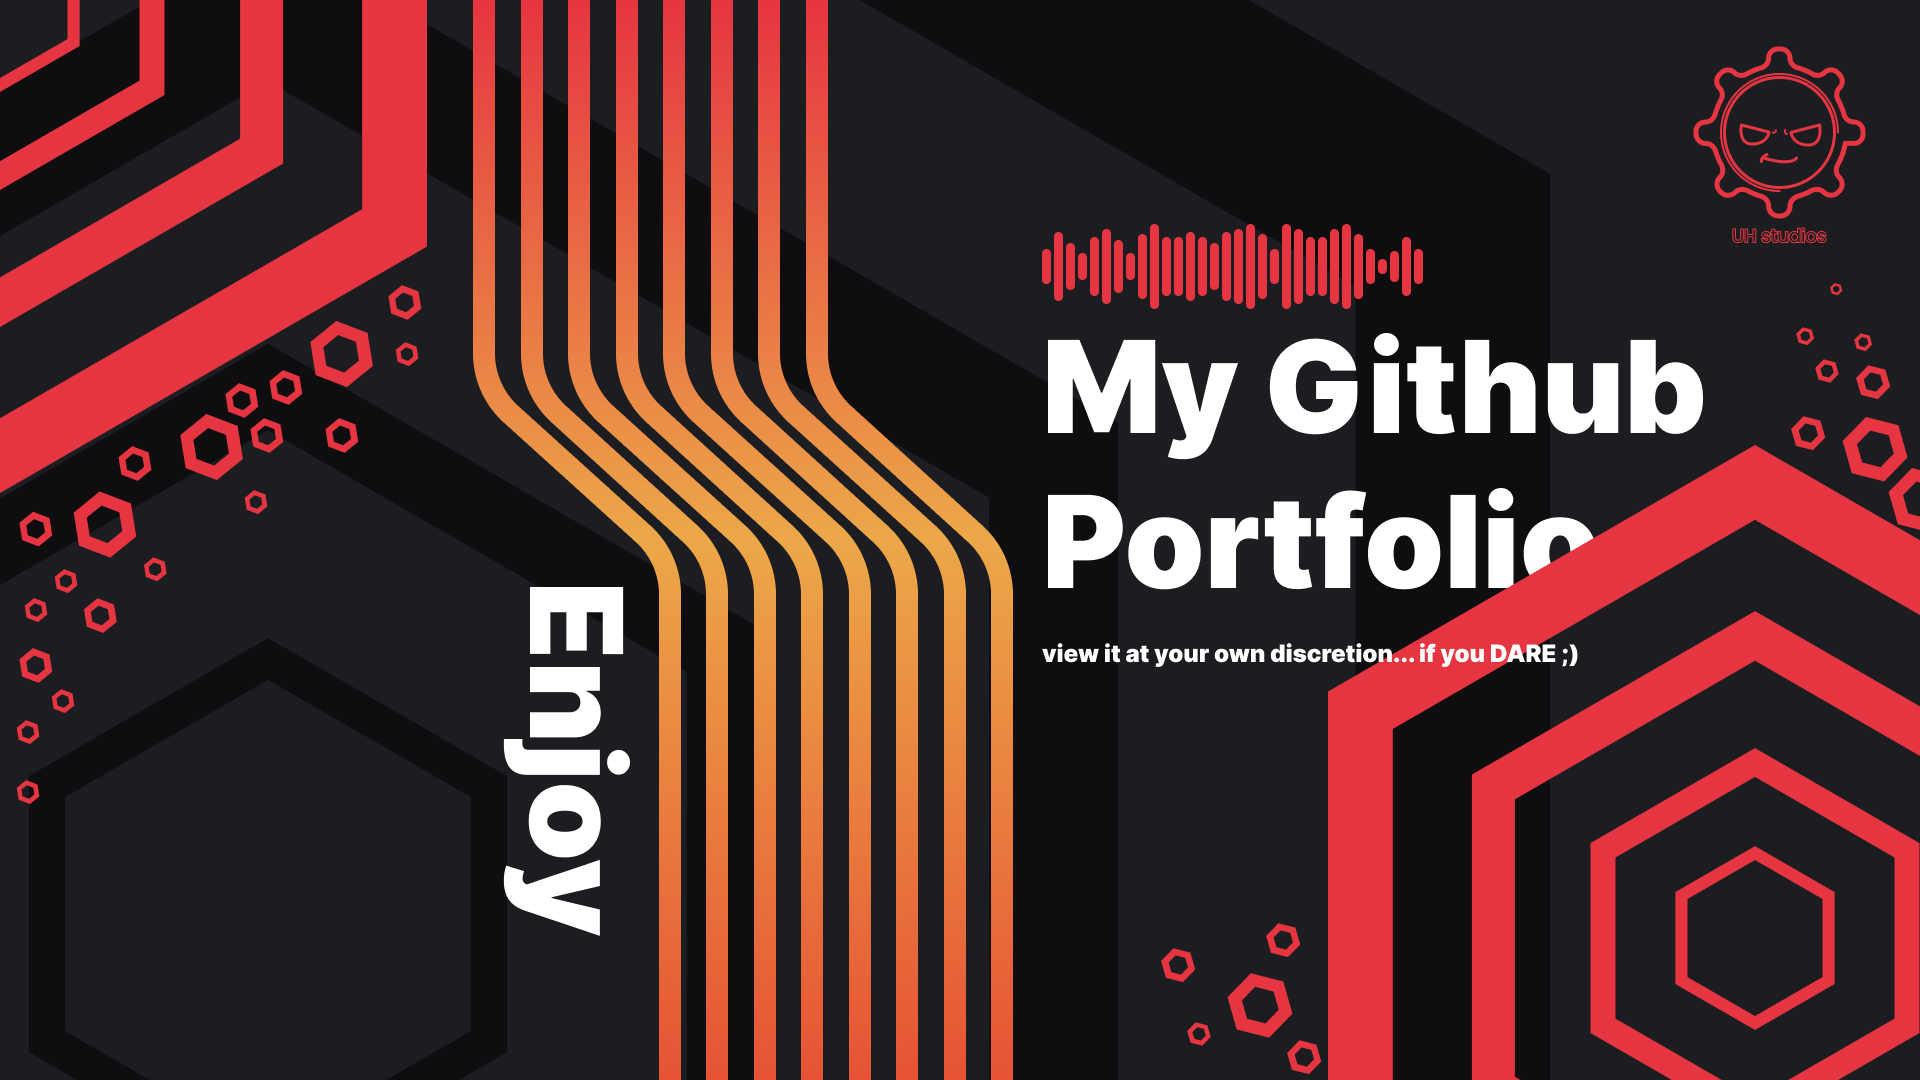 UH studios
My Github
Portfolio
view it at your own discretion... if you DARE ;)
Enjoy